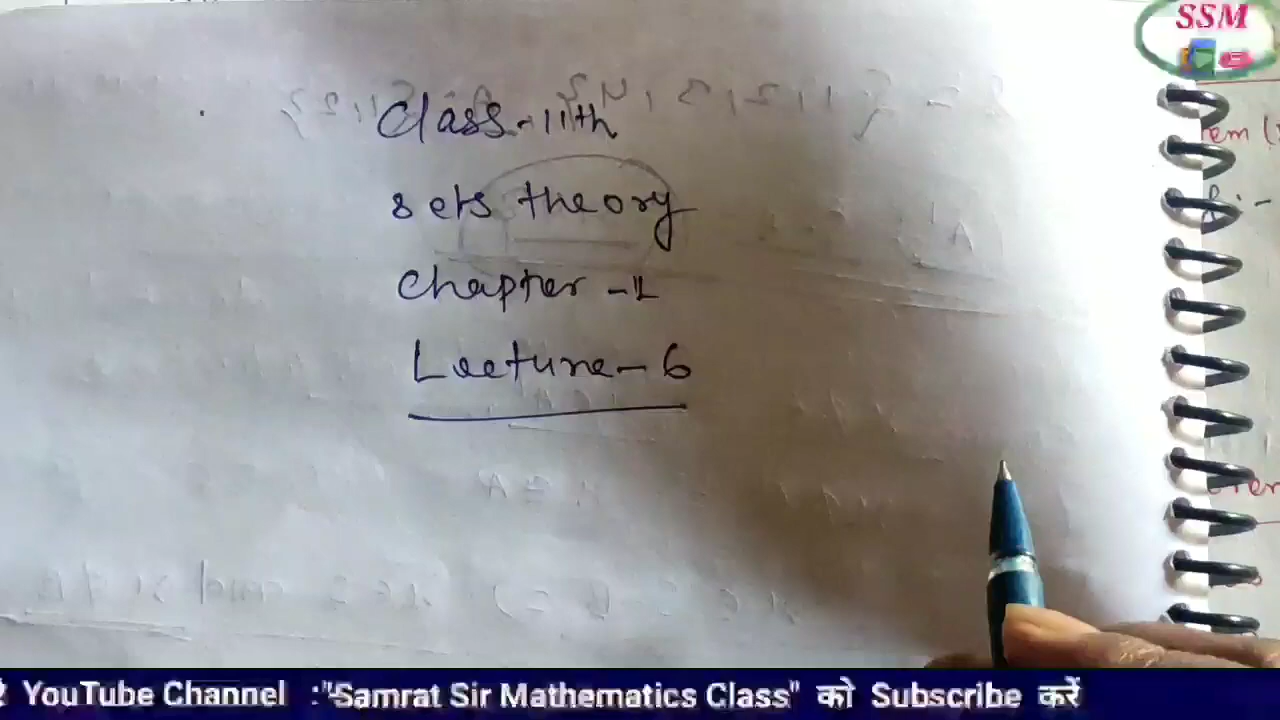 SSM
Class-11th
sets theory
chapter -1
Lecture-6
YouTube Channel :"Samrat Sir Mathematics Class" को Subscribe करें